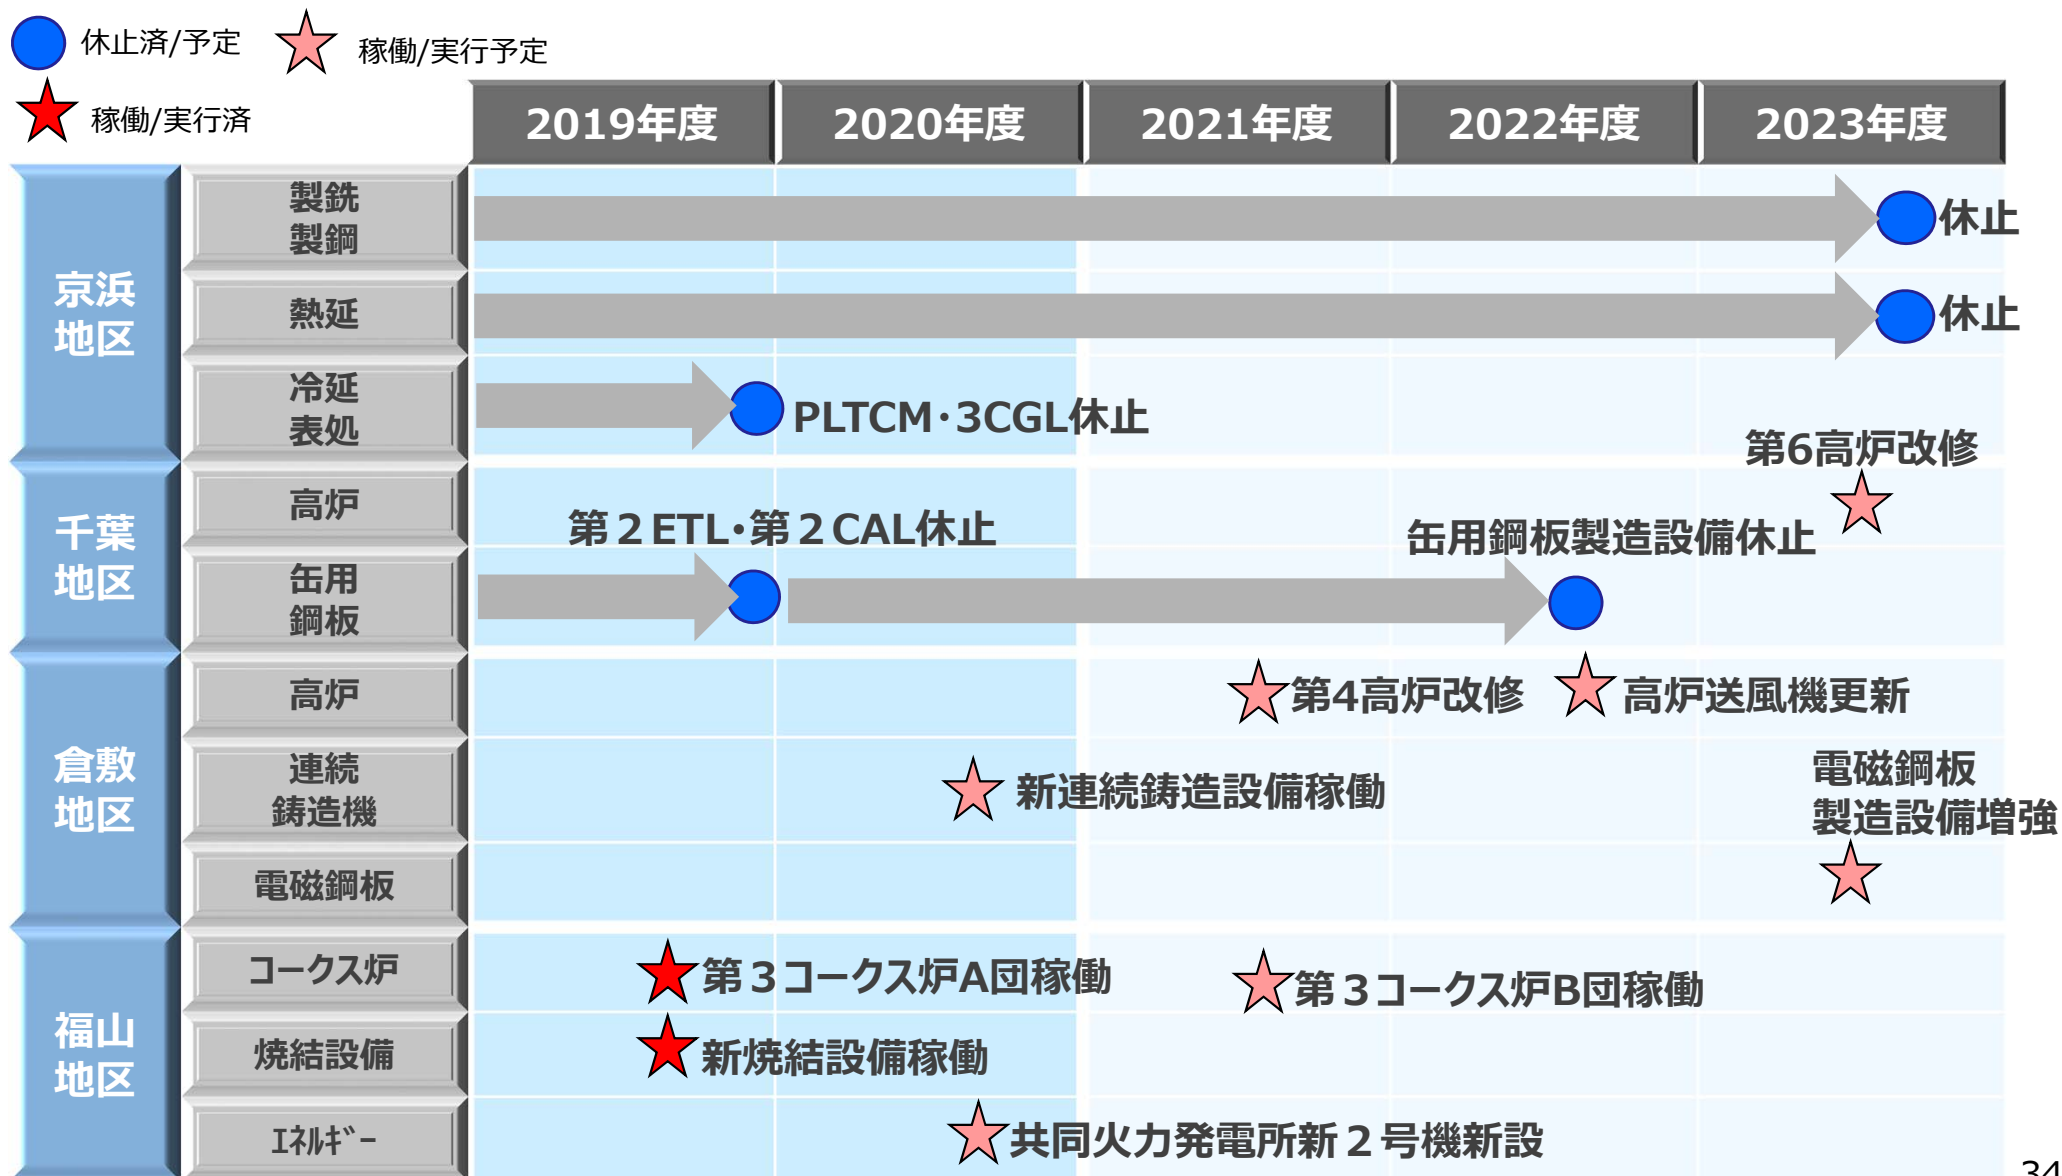 休止済/予定
稼働/実行予定
稼働/実行済
2019年度
2020年度
2021年度
2022年度
2023年度
京浜
地区
製銑
製鋼
休止
熱延
休止
冷延
表処
PLTCM・3CGL休止
千葉
地区
高炉
第6高炉改修
缶用
鋼板
第２ETL・第２CAL休止
缶用鋼板製造設備休止
倉敷
地区
高炉
第4高炉改修
高炉送風機更新
連続
鋳造機
新連続鋳造設備稼働
電磁鋼板
電磁鋼板
製造設備増強
福山
地区
コークス炉
第３コークス炉A団稼働
第３コークス炉B団稼働
焼結設備
新焼結設備稼働
ｴﾈﾙｷﾞｰ
共同火力発電所新２号機新設
34